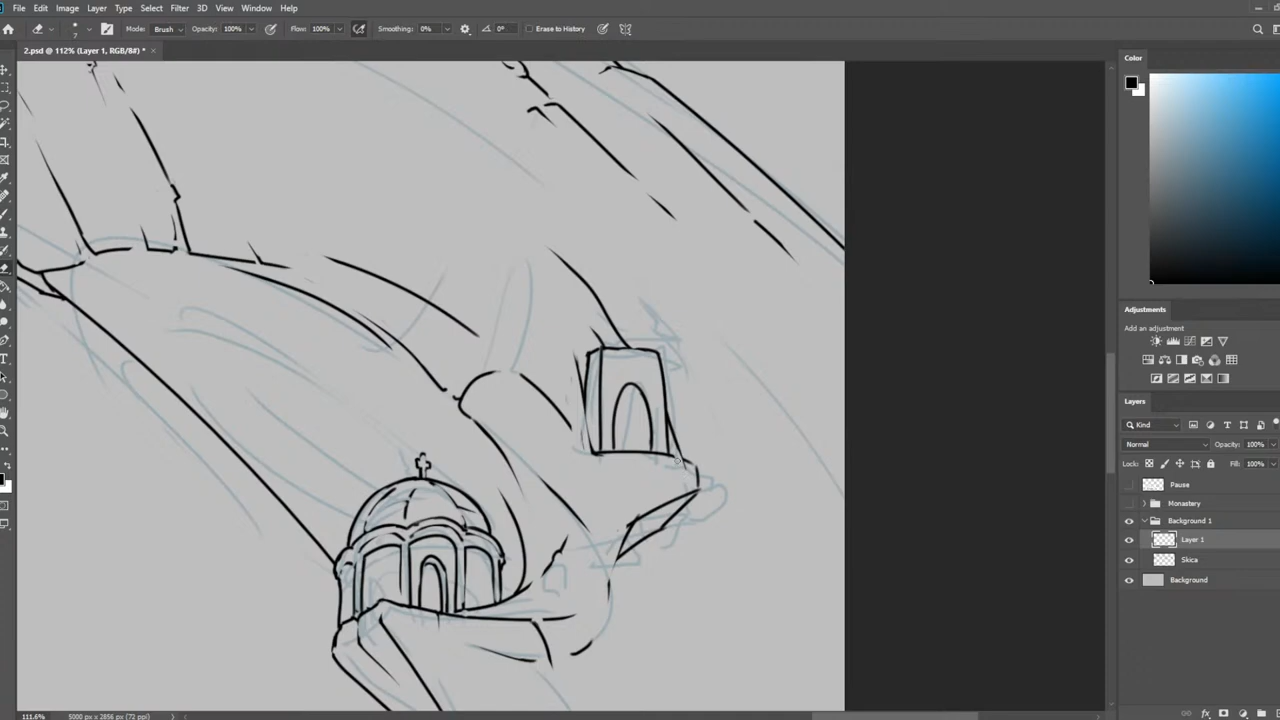 File Edit Image Layer Type Select Filter 3D View Window Help
7 Mode: Brush Opacity: 100% Flow: 100% Smoothing: 0% 0° Erase to History
2.psd @ 112% (Layer 1, RGB/8#) * ×
Color
Adjustments
Add an adjustment
Layers
Kind
Normal Opacity: 100%
Lock: Fill: 100%
Pause
Monastery
Background 1
Layer 1
Skica
Background
111.6% 5000 px x 2856 px (72 ppi)